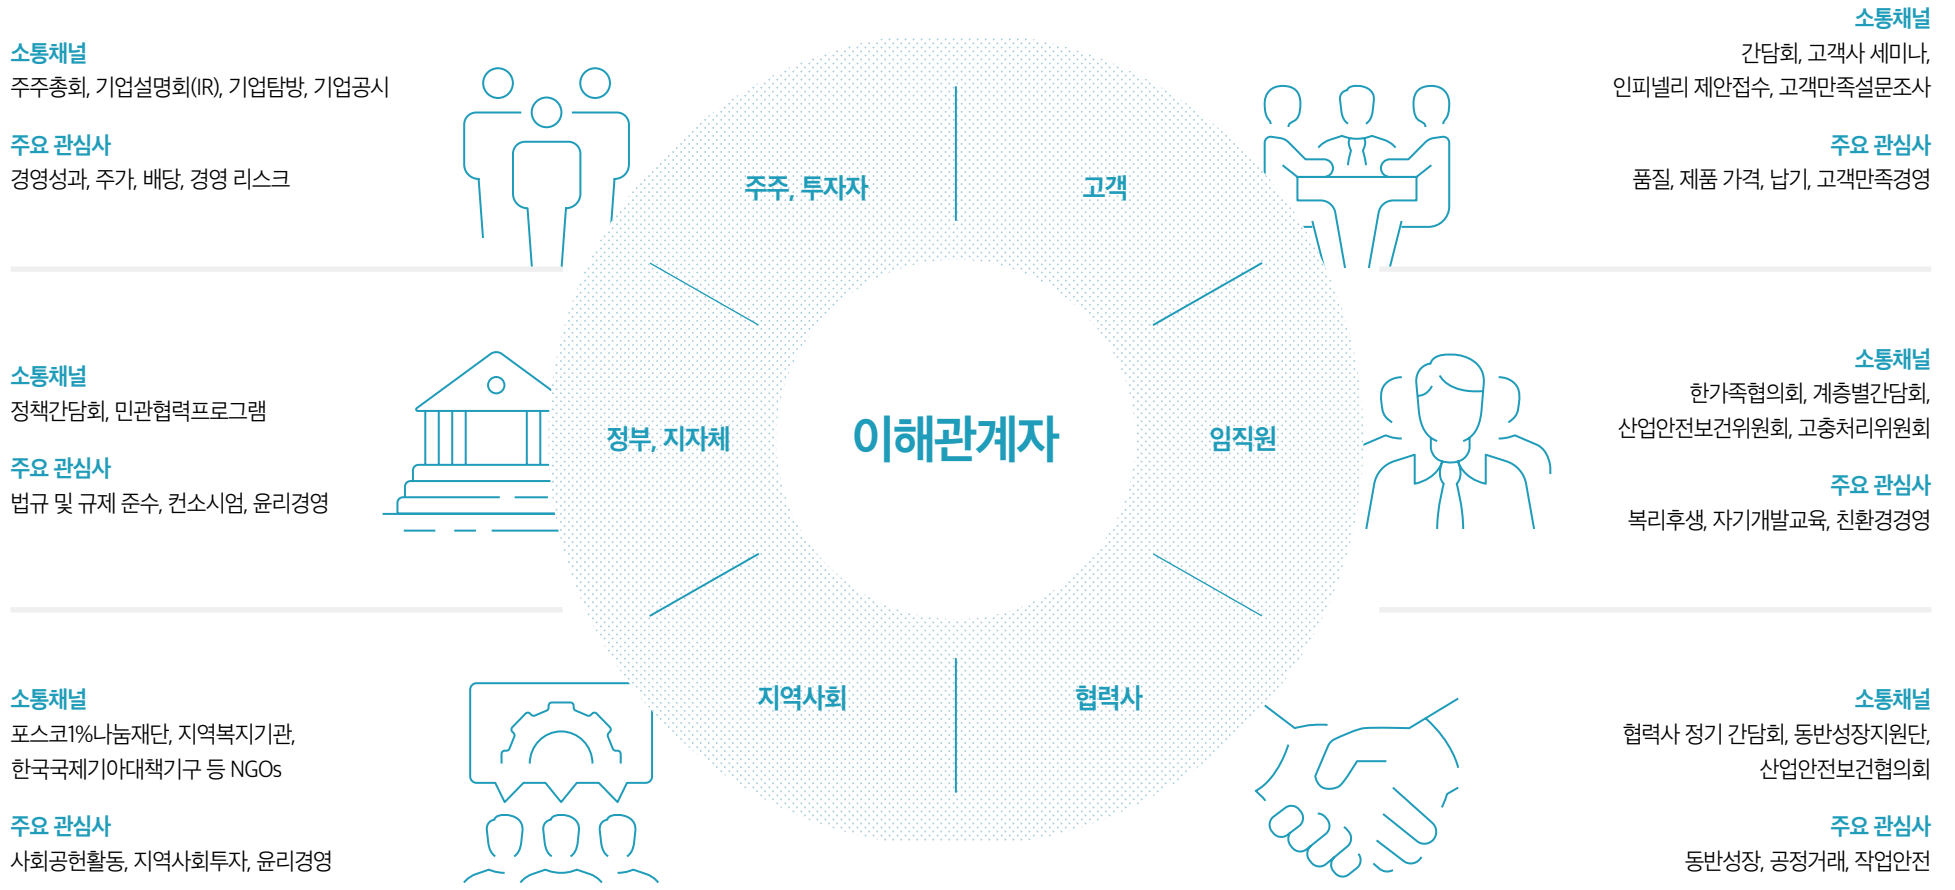 소통채널
주주총회, 기업설명회(IR), 기업탐방, 기업공시
주요 관심사
경영성과, 주가, 배당, 경영 리스크
주주, 투자자
고객
소통채널
간담회, 고객사 세미나,
인피넬리 제안접수, 고객만족설문조사
주요 관심사
품질, 제품 가격, 납기, 고객만족경영
소통채널
정책간담회, 민관협력프로그램
주요 관심사
법규 및 규제 준수, 컨소시엄, 윤리경영
정부, 지자체
이해관계자
임직원
소통채널
한가족협의회, 계층별간담회,
산업안전보건위원회, 고충처리위원회
주요 관심사
복리후생, 자기개발교육, 친환경경영
소통채널
포스코1%나눔재단, 지역복지기관,
한국국제기아대책기구 등 NGOs
주요 관심사
사회공헌활동, 지역사회투자, 윤리경영
지역사회
협력사
소통채널
협력사 정기 간담회, 동반성장지원단,
산업안전보건협의회
주요 관심사
동반성장, 공정거래, 작업안전